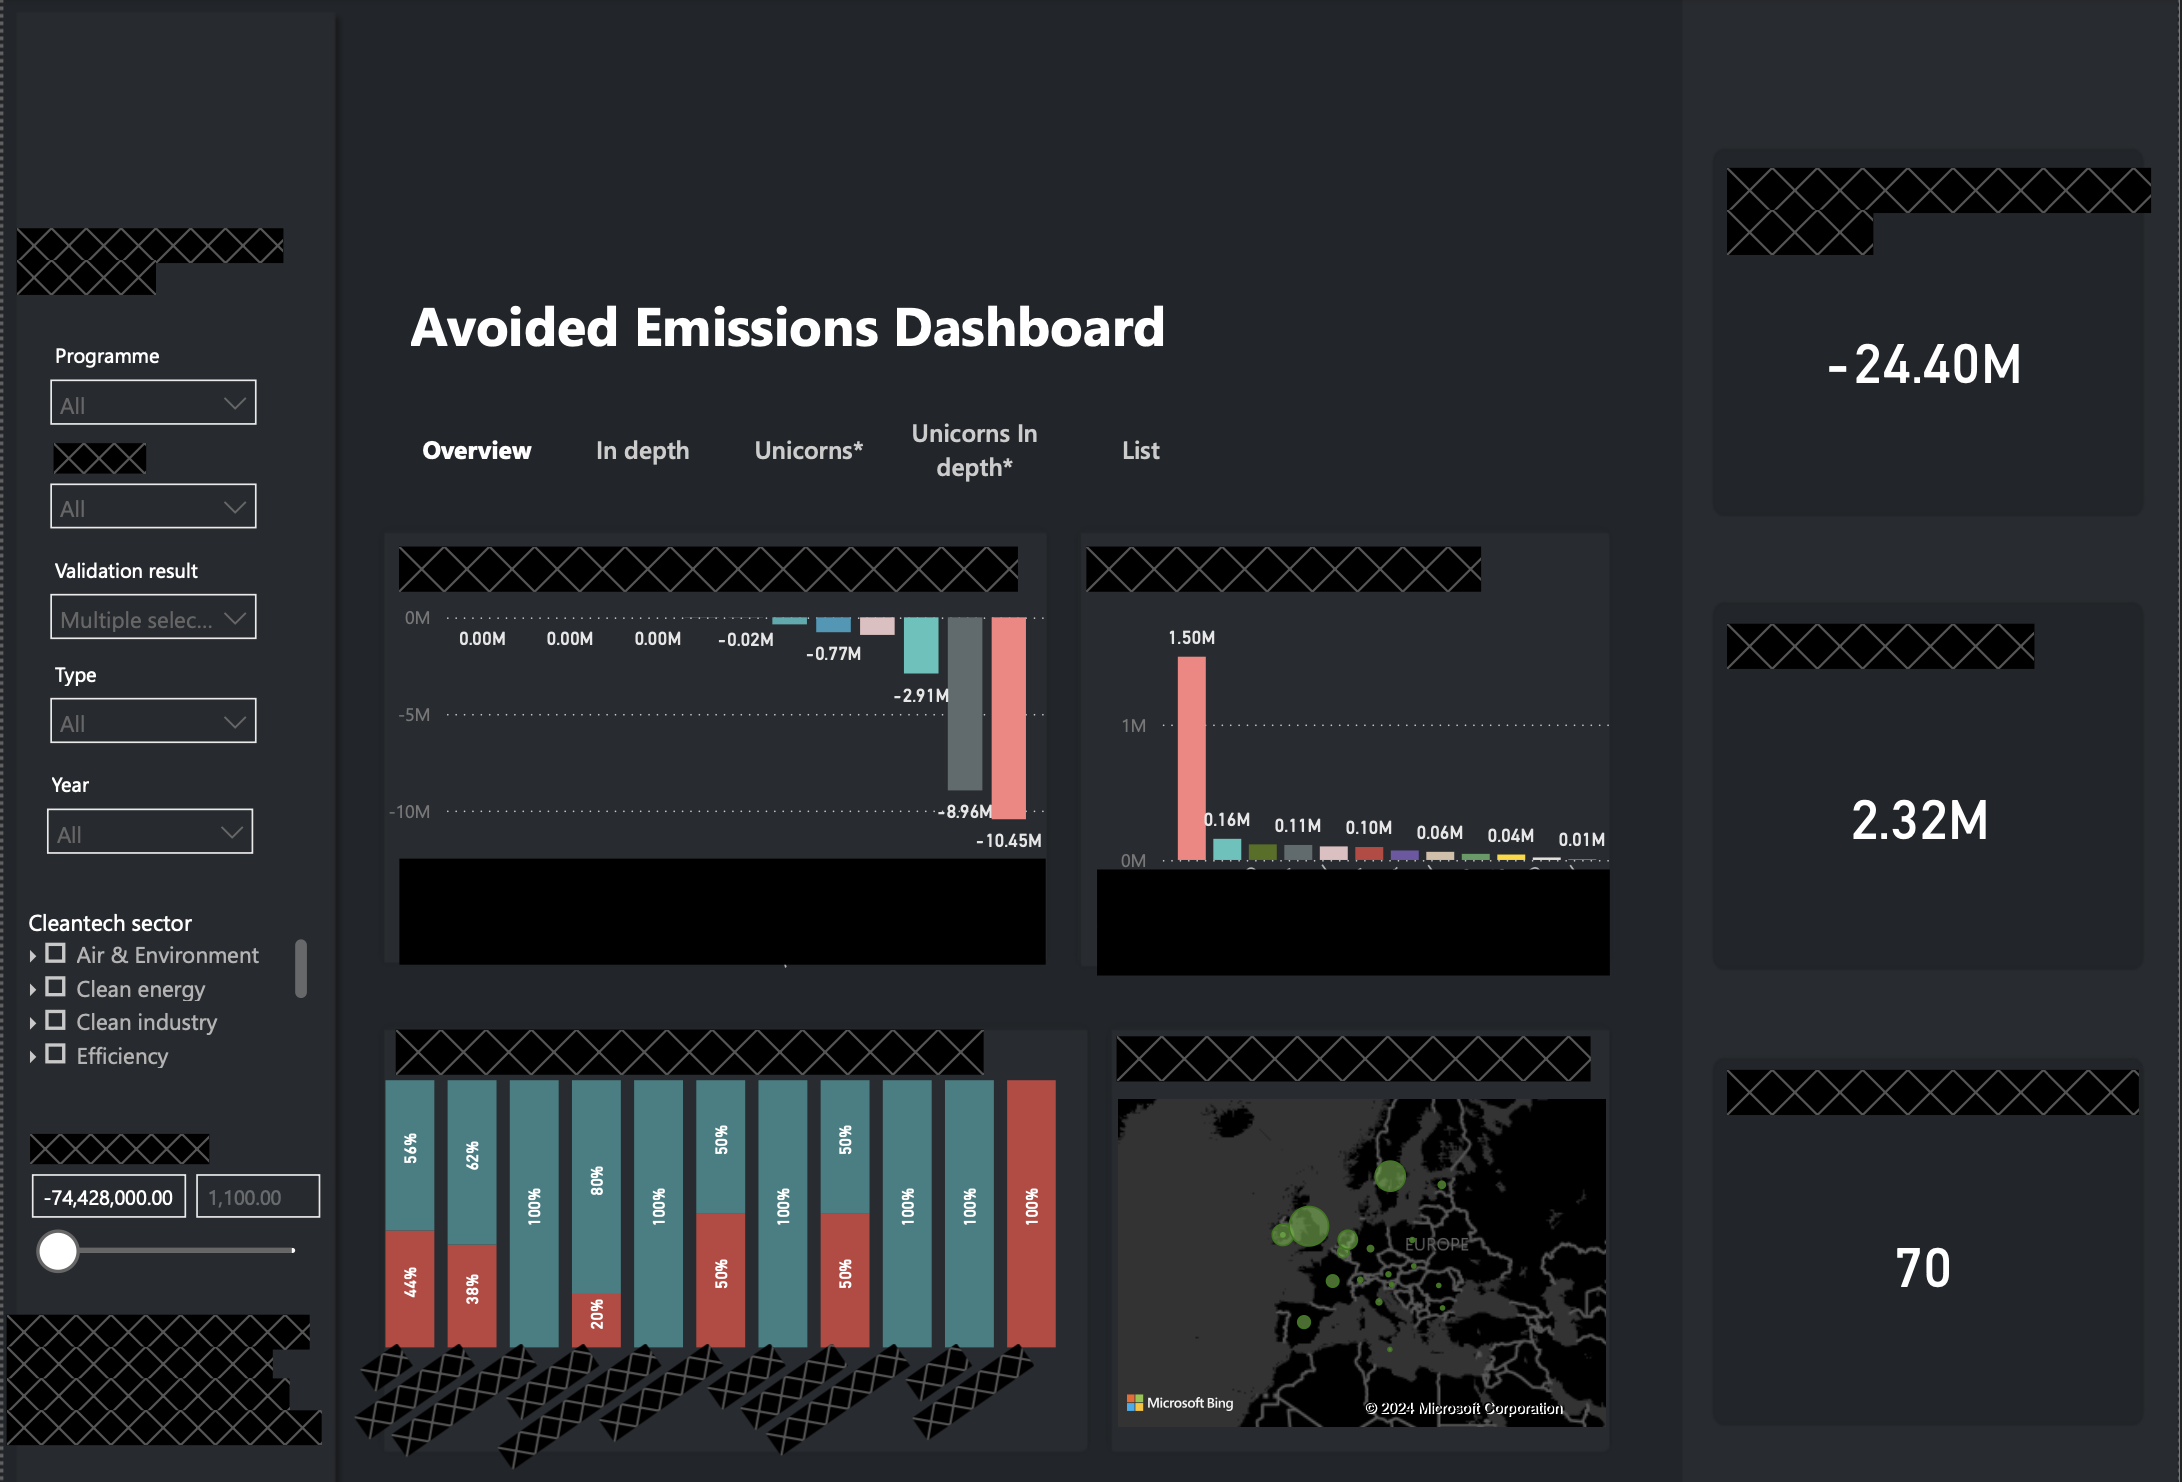 Programme
All
All
Validation result
Multiple selec...
Type
All
Year
All
Cleantech sector
Air & Environment
Clean energy
Clean industry
Efficiency
-74,428,000.00
1,100.00
Avoided Emissions Dashboard
Overview
In depth
Unicorns*
Unicorns In
depth*
List
0M
0.00M
0.00M
0.00M
-0.02M
-0.77M
-2.91M
-5M
-10M
-8.96M
-10.45M
1.50M
1M
0.16M
0.11M
0.10M
0.06M
0.04M
0.01M
0M
56%
62%
100%
80%
100%
50%
100%
50%
100%
100%
100%
44%
38%
20%
50%
50%
EUROPE
Microsoft Bing
© 2024 Microsoft Corporation
-24.40M
2.32M
70